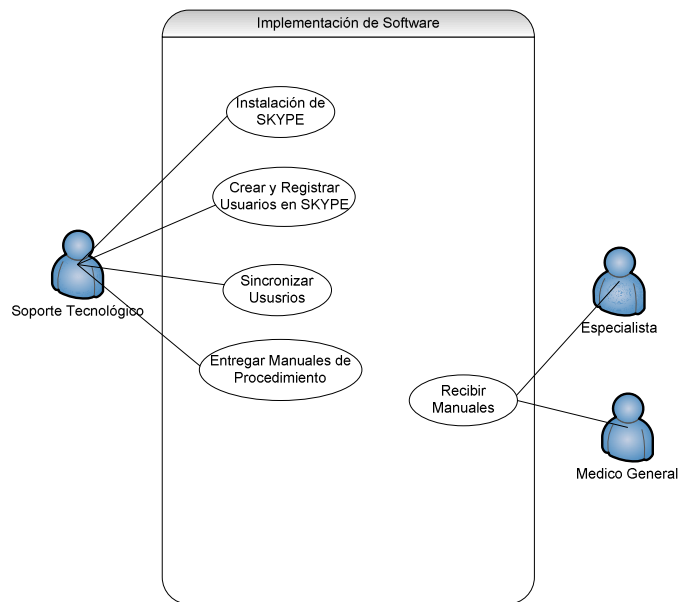 Implementación de Software
Instalación de
SKYPE
Crear y Registrar
Usuarios en SKYPE
Sincronizar
Ususrios
Entregar Manuales de
Procedimiento
Soporte Tecnológico
Recibir
Manuales
Especialista
Medico General